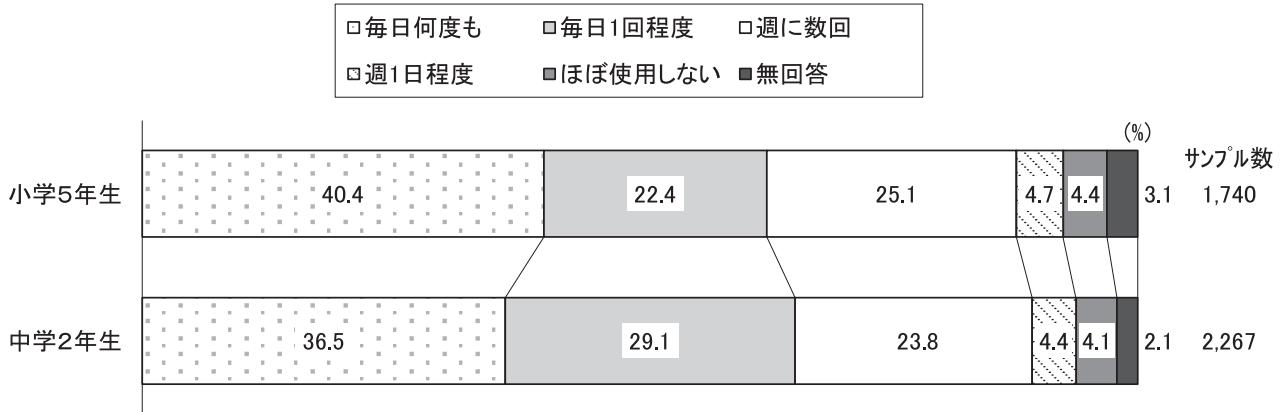 毎日何度も 毎日1回程度 週に数回
週1日程度 ほぼ使用しない 無回答
(%)
サンプル数
小学5年生 40.4 22.4 25.1 4.7 4.4 3.1 1,740
中学2年生 36.5 29.1 23.8 4.4 4.1 2.1 2,267